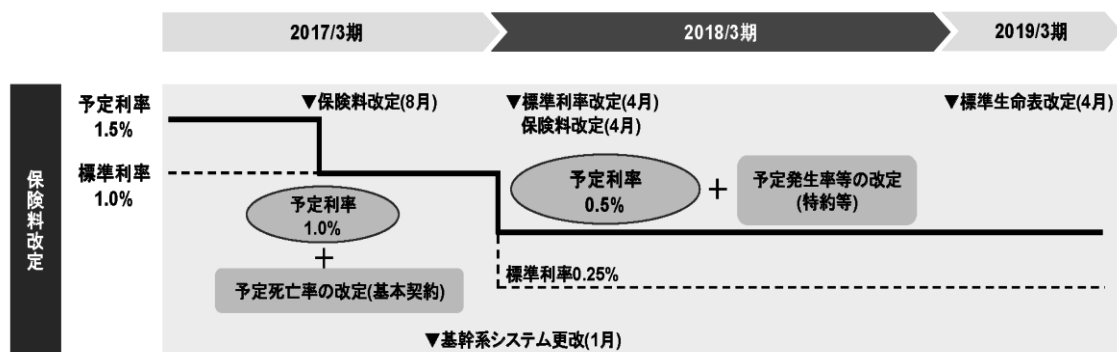 2017/3期
2018/3期
2019/3期
保険料改定
予定利率
1.5%
標準利率
1.0%
▼保険料改定(8月)
▼標準利率改定(4月)
保険料改定(4月)
▼標準生命表改定(4月)
予定利率
1.0%
+
予定死亡率の改定(基本契約)
予定利率
0.5%
+
予定発生率等の改定
(特約等)
標準利率0.25%
▼基幹系システム更改(1月)